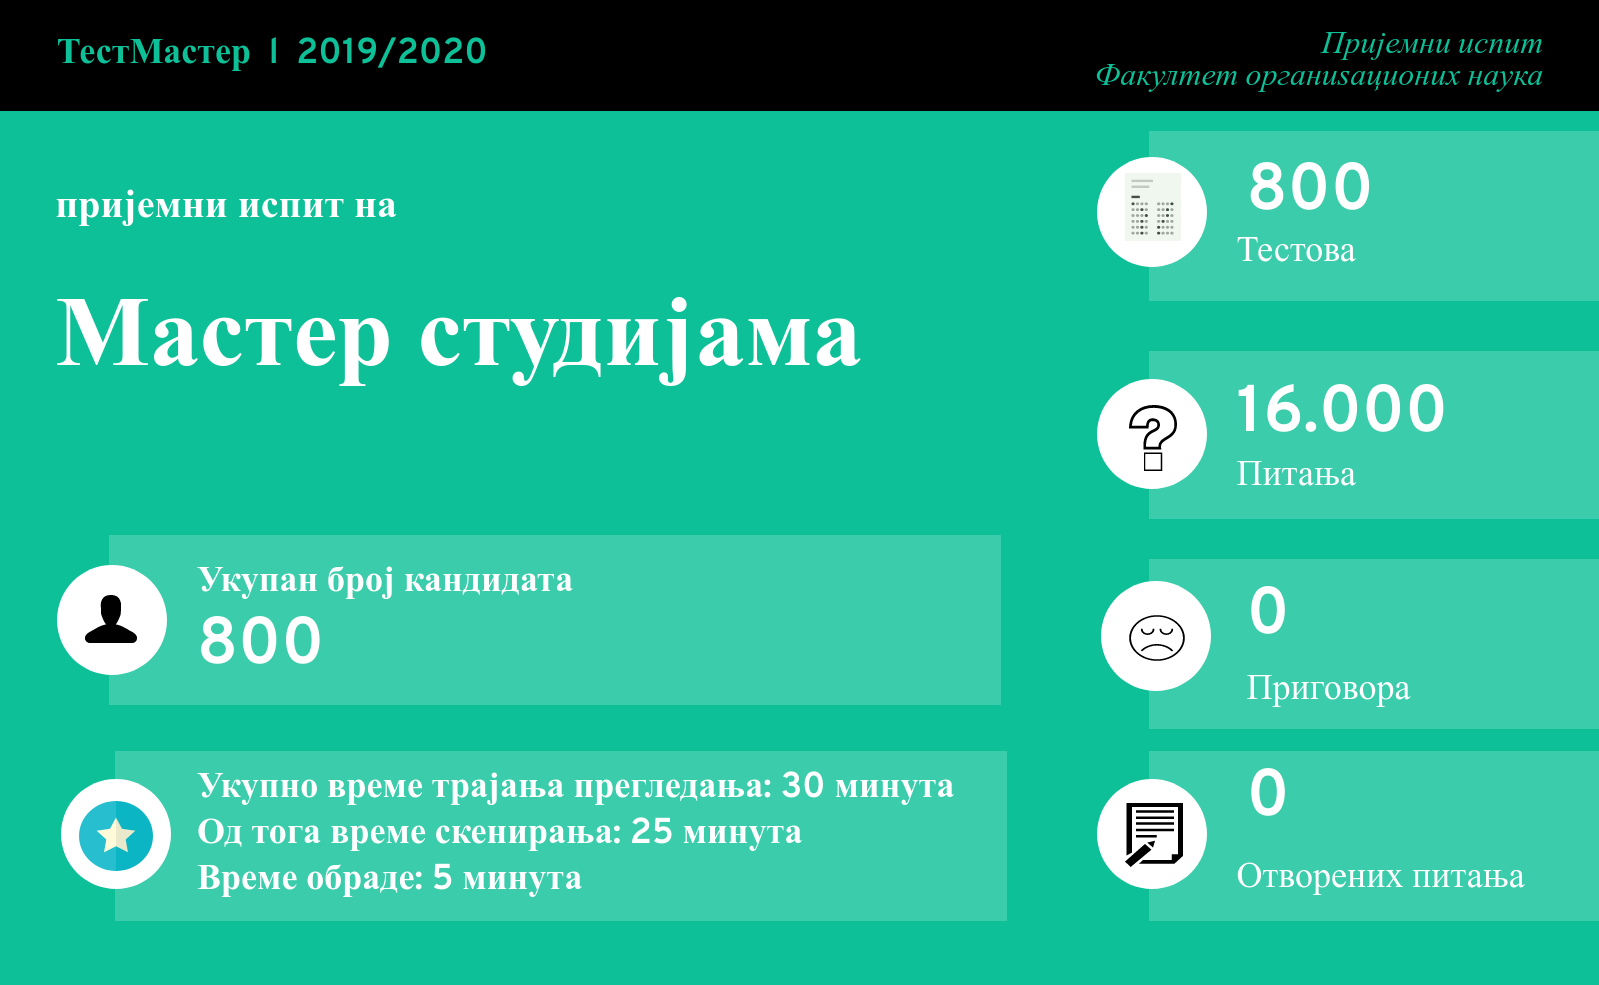 ТестМастер | 2019/2020
Пријемни испит
Факултет организационих наука
пријемни испит на
Мастер студијама
Укупан број кандидата
800
Укупно време трајања прегледања: 30 минута
Од тога време скенирања: 25 минута
Време обраде: 5 минута
800
Тестова
16.000
Питања
0
Приговора
0
Отворених питања